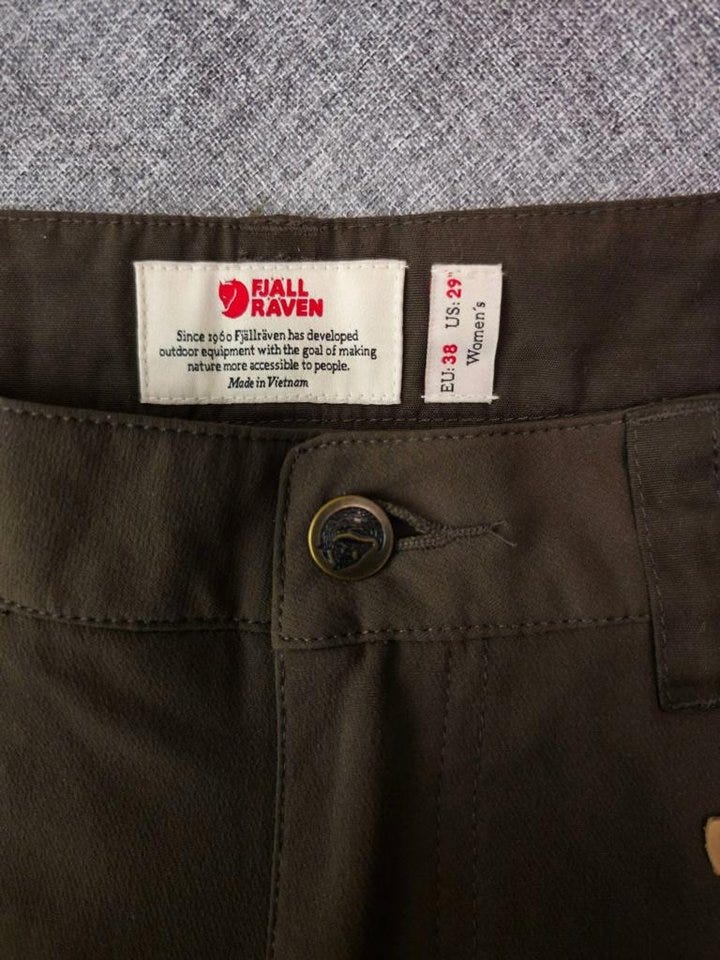 FJÄLL
RÄVEN
Since 1960 Fjällräven has developed
outdoor equipment with the goal of making
nature more accessible to people.
Made in Vietnam
EU: 38 US: 29"
Women's